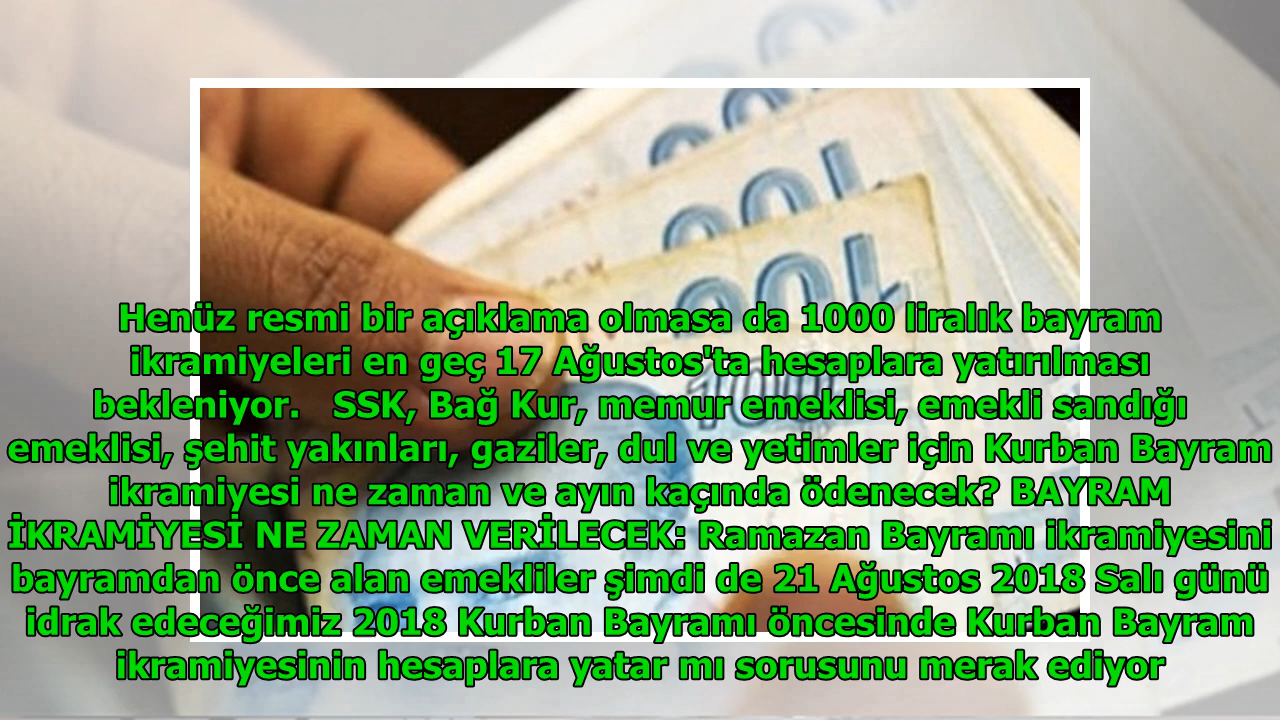 Henüz resmi bir açıklama olmasa da 1000 liralık bayram
ikramiyeleri en geç 17 Ağustos'ta hesaplara yatırılması
bekleniyor.   SSK, Bağ Kur, memur emeklisi, emekli sandığı
emeklisi, şehit yakınları, gaziler, dul ve yetimler için Kurban Bayram
ikramiyesi ne zaman ve ayın kaçında ödenecek? BAYRAM
İKRAMİYESİ NE ZAMAN VERİLECEK: Ramazan Bayramı ikramiyesini
bayramdan önce alan emekliler şimdi de 21 Ağustos 2018 Salı günü
idrak edeceğimiz 2018 Kurban Bayramı öncesinde Kurban Bayram
ikramiyesinin hesaplara yatar mı sorusunu merak ediyor